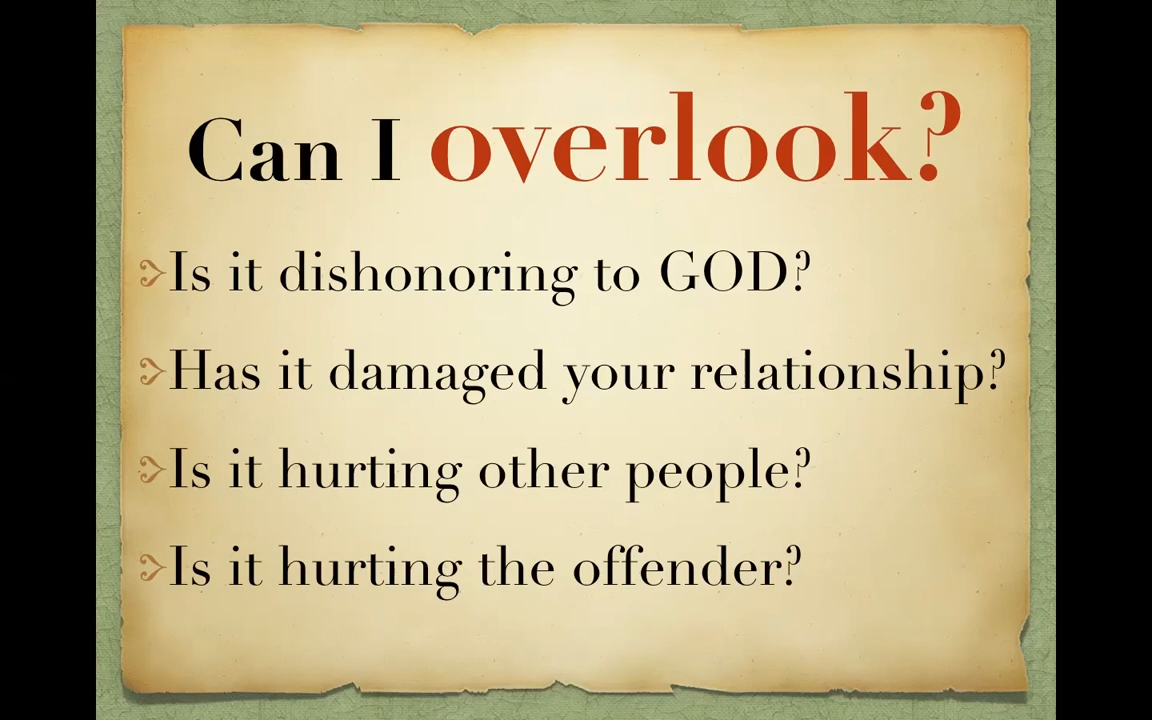 Can I overlook?
Is it dishonoring to GOD?
Has it damaged your relationship?
Is it hurting other people?
Is it hurting the offender?